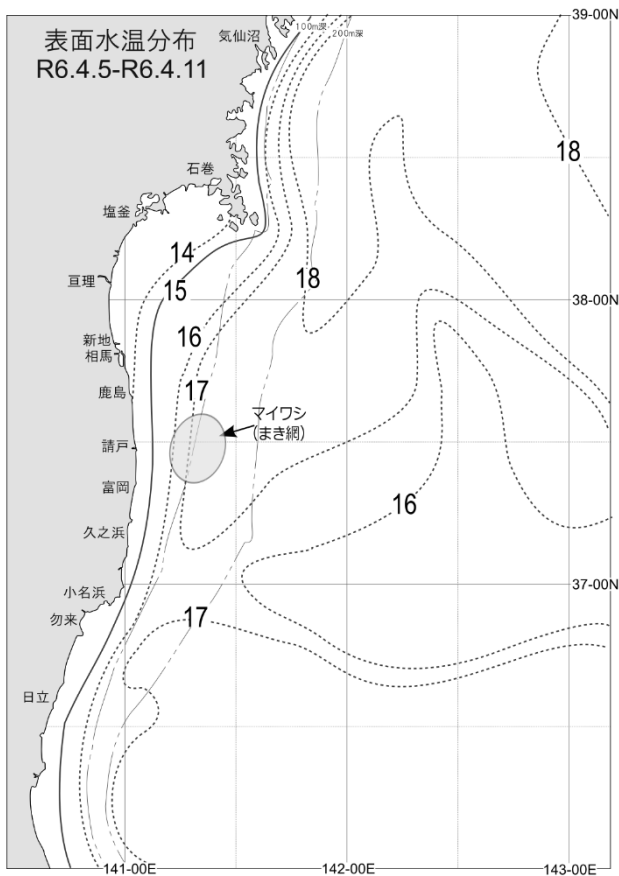 表面水温分布
R6.4.5-R6.4.11
気仙沼
100m深
200m深
39-00N
18
石巻
塩釜
14
亘理
15
18
38-00N
新地
相馬
16
鹿島
17
マイワシ
(まき網)
請戸
富岡
16
久之浜
37-00N
小名浜
勿来
17
日立
141-00E
142-00E
143-00E